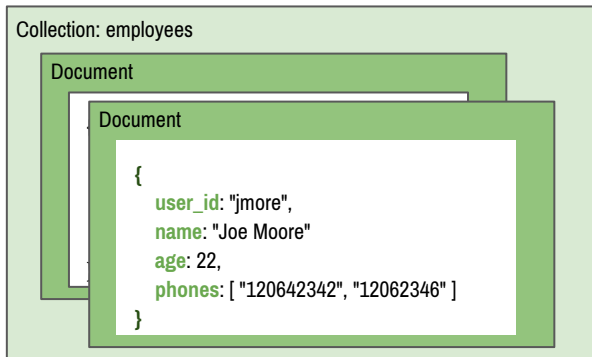 Collection: employees
Document
Document
{
user_id: "jmore",
name: "Joe Moore"
age: 22,
phones: [ "120642342", "12062346" ]
}